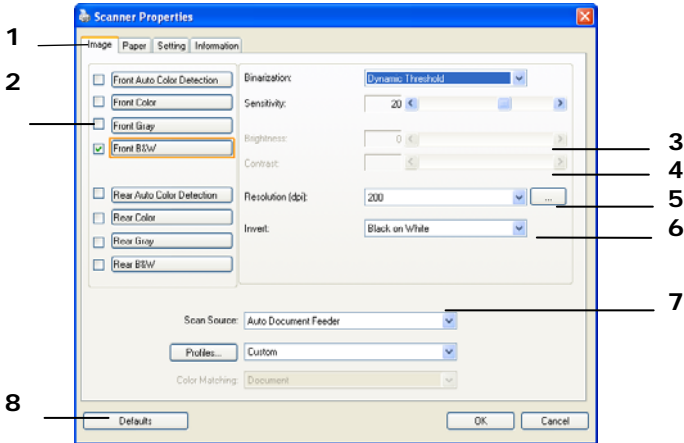 Scanner Properties
1
Image Paper Setting Information
2
Front Auto Color Detection
Front Color
Front Gray
Front B&W
Rear Auto Color Detection
Rear Color
Rear Gray
Rear B&W
Binarization: Dynamic Threshold
Sensitivity: 20
Brightness: 0
3
Contrast:
4
Resolution (dpi): 200 ...
5
Invert: Black on White
6
7
Scan Source: Auto Document Feeder
Profiles... Custom
Color Matching: Document
8
Defaults OK Cancel